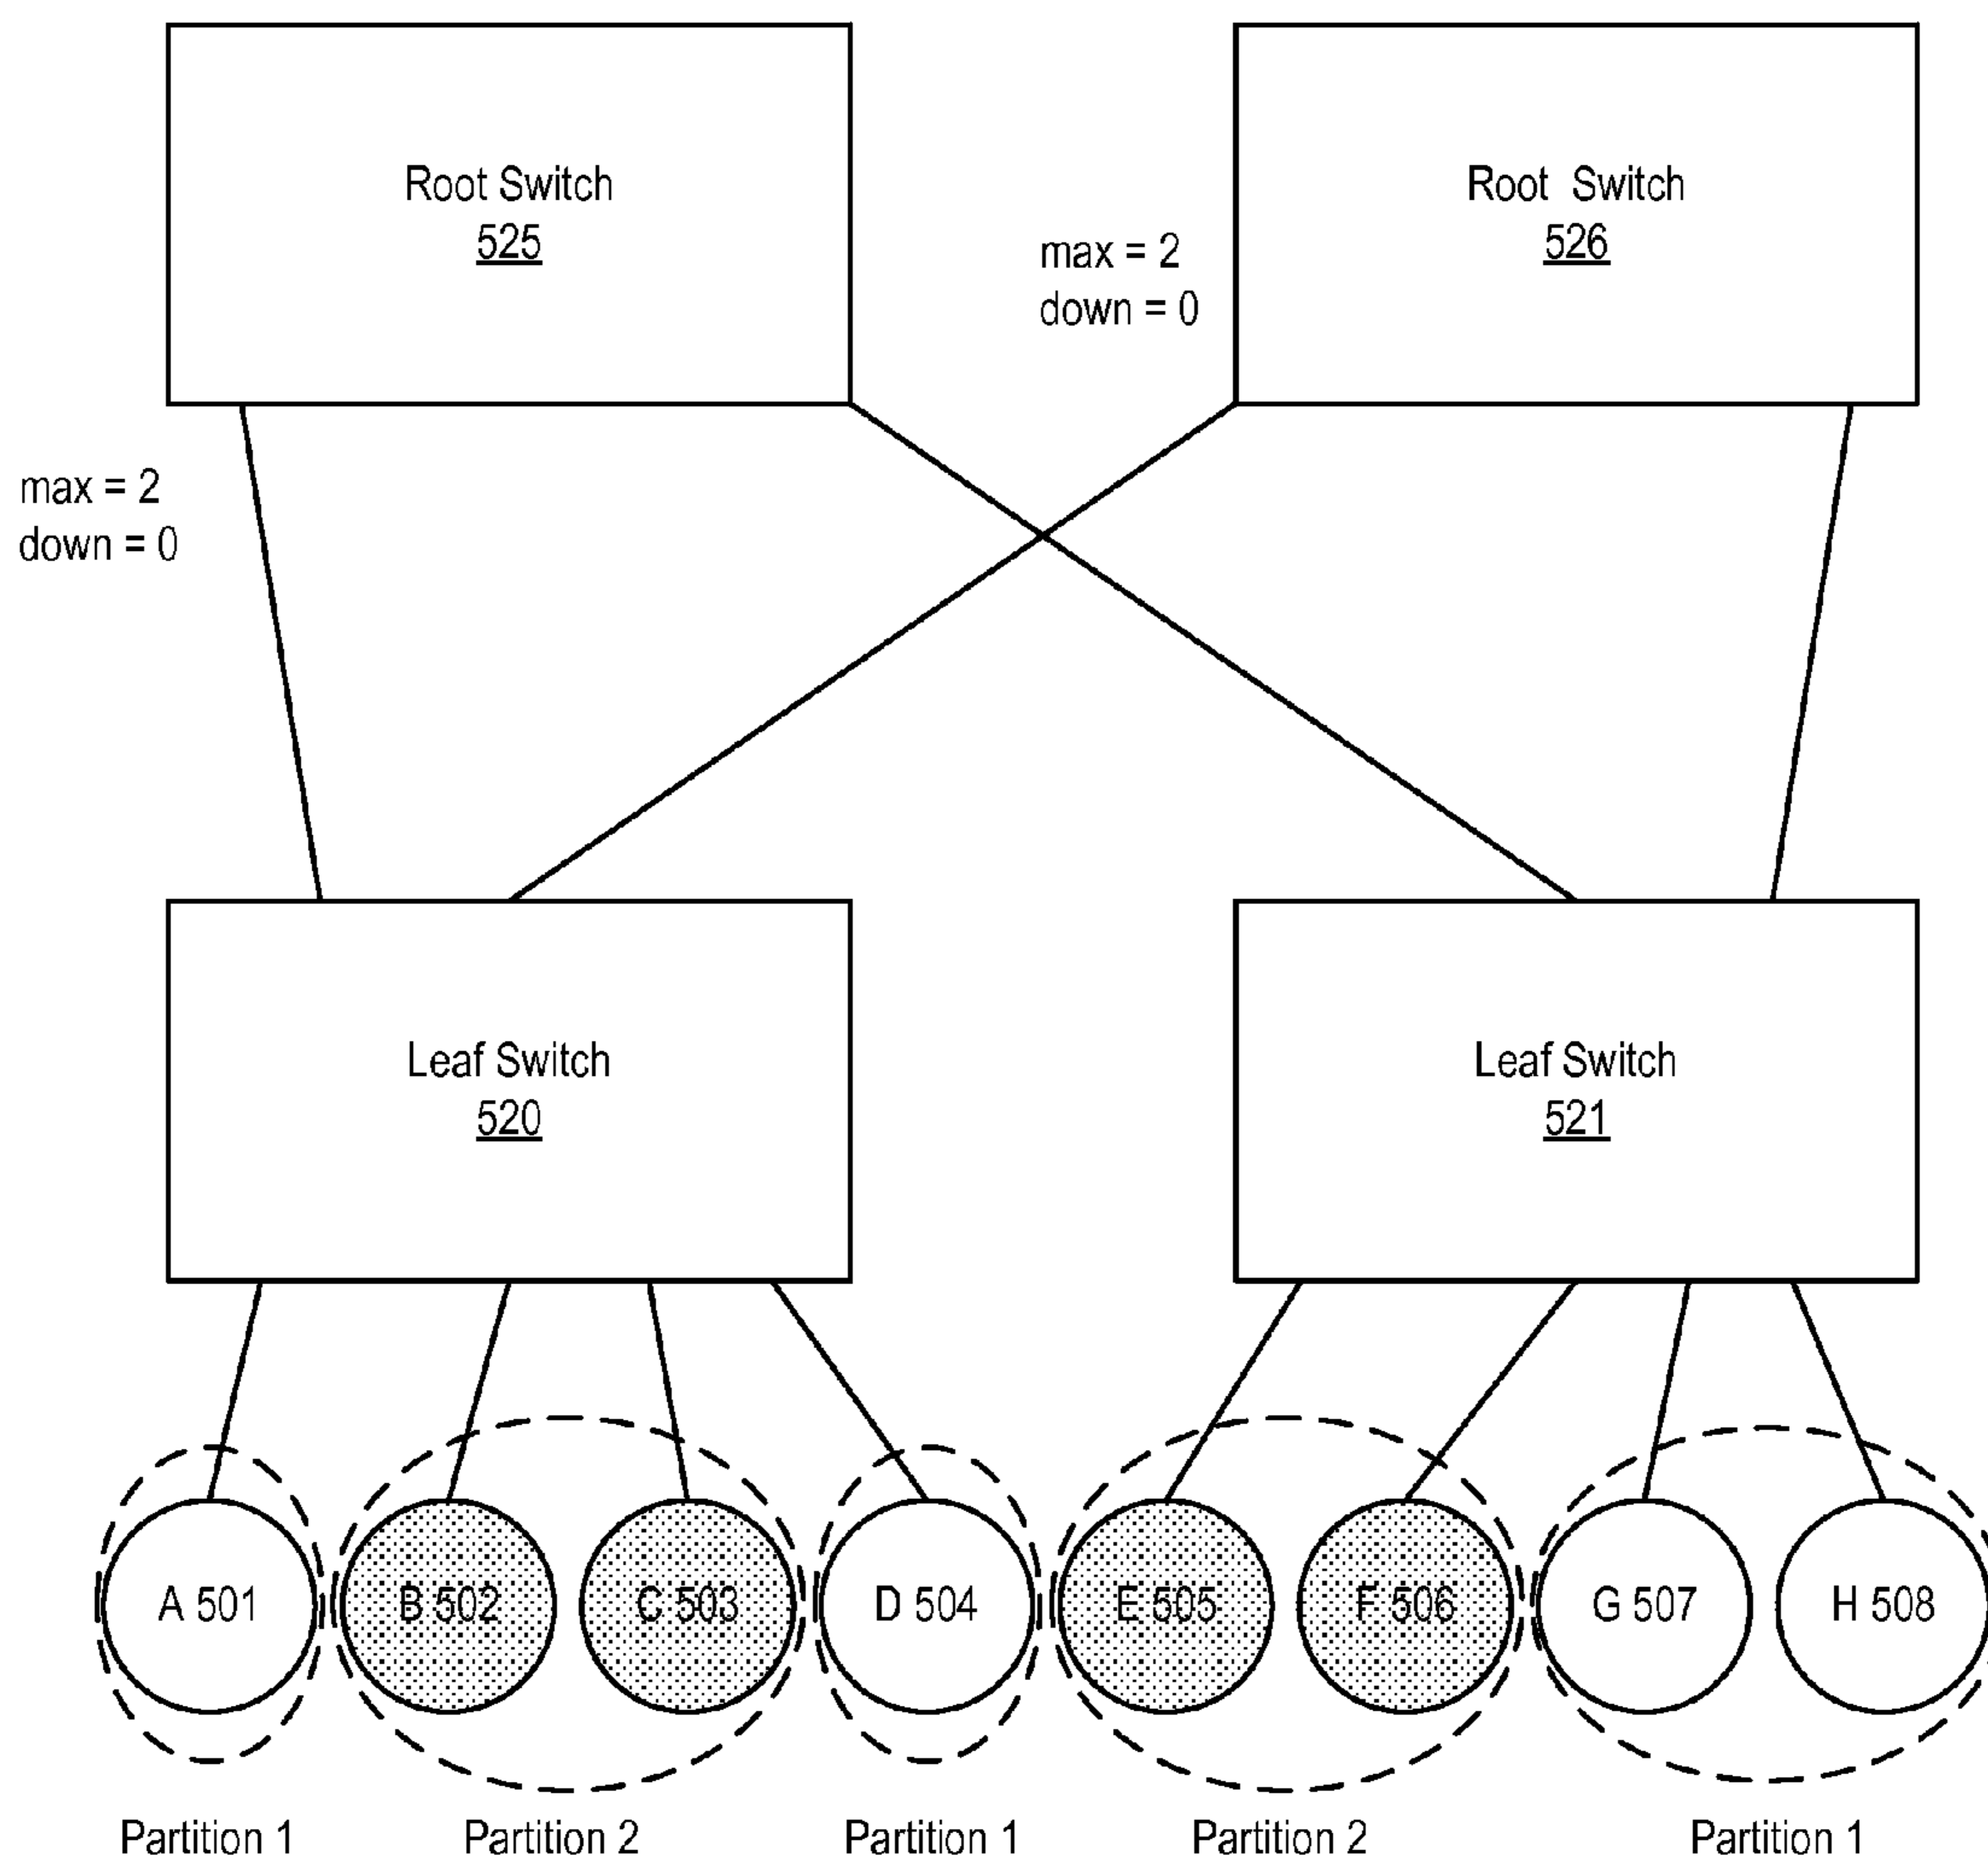 Root Switch
525
Root Switch
526
max = 2
down = 0
max = 2
down = 0
Leaf Switch
520
Leaf Switch
521
A 501
B 502
C 503
D 504
E 505
F 506
G 507
H 508
Partition 1
Partition 2
Partition 1
Partition 2
Partition 1